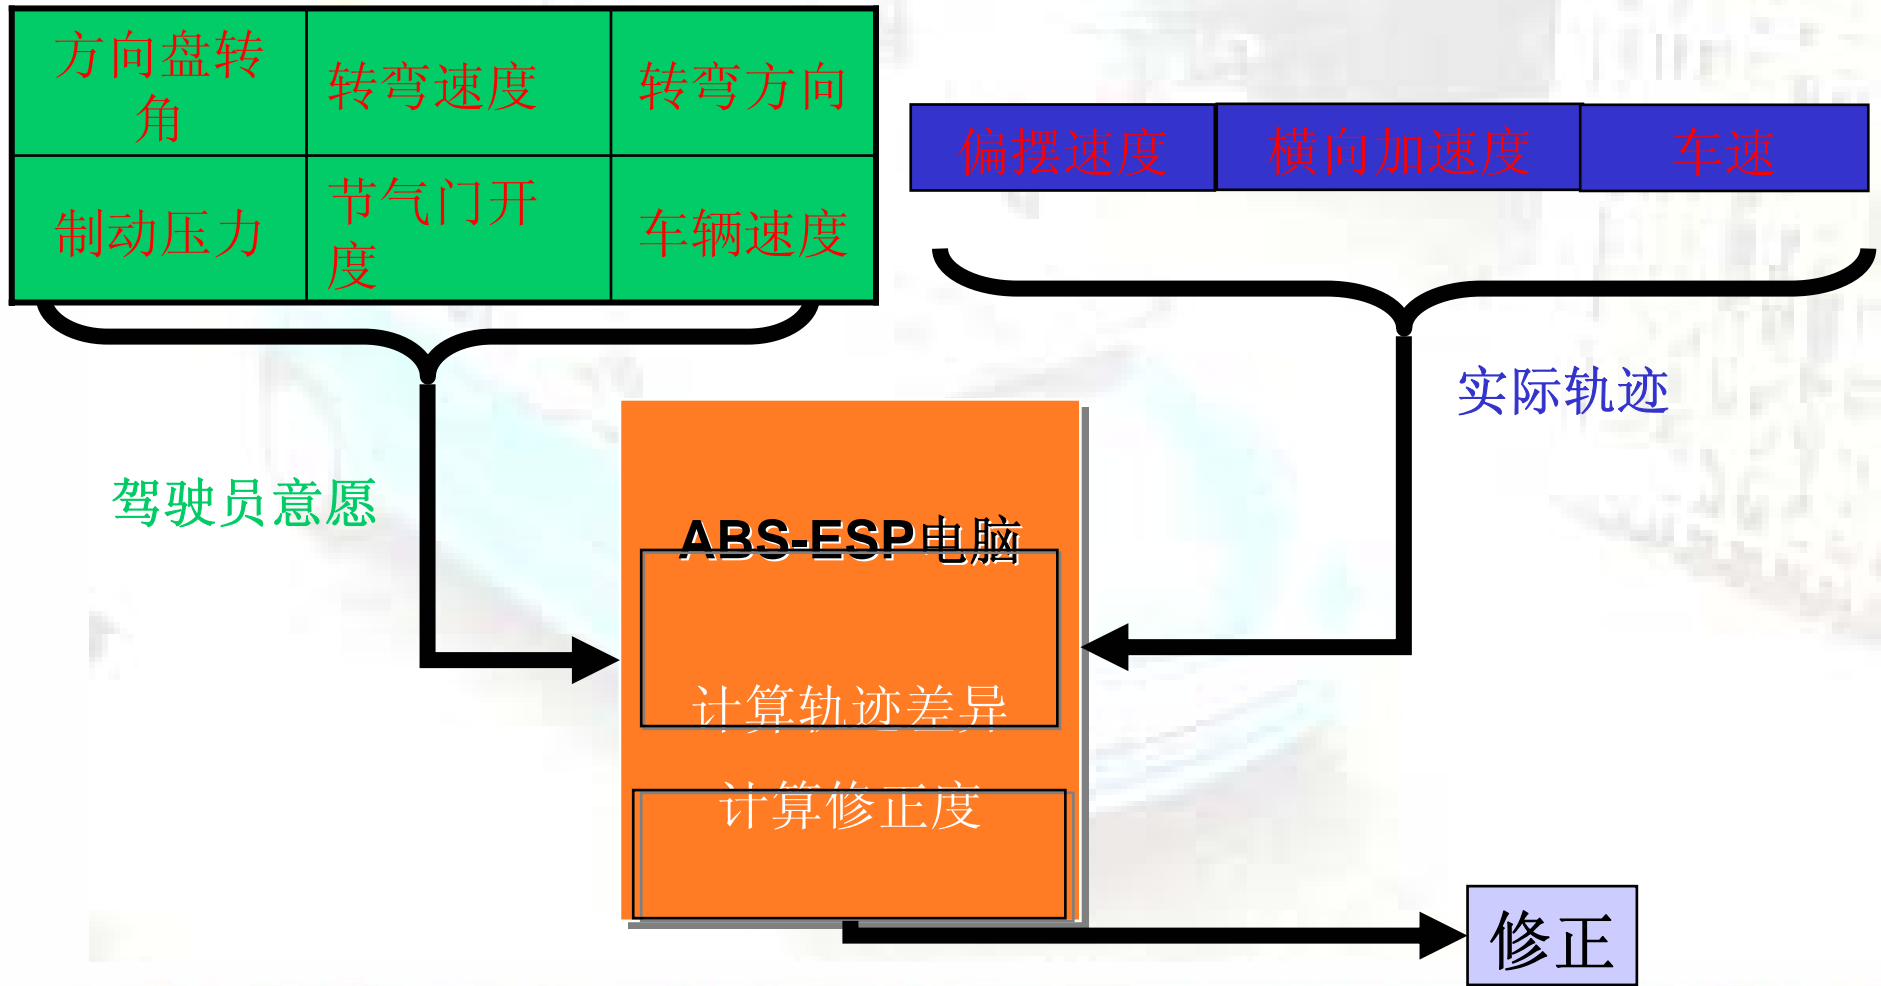 方向盘转
角
转弯速度
转弯方向
制动压力
节气门开
度
车辆速度
偏摆速度
横向加速度
车速
实际轨迹
驾驶员意愿
ABS-ESP电脑
计算轨迹差异
计算修正度
修正